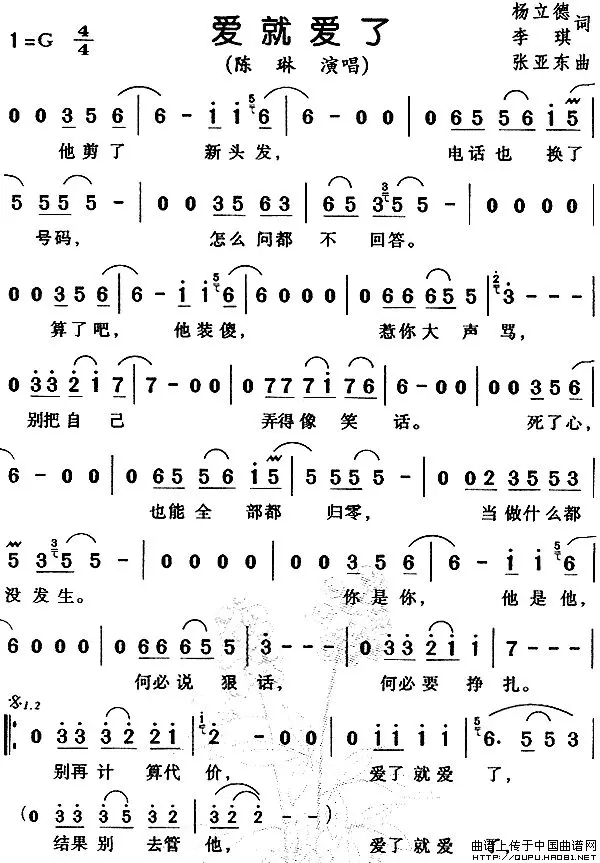 1=G 4/4 爱就爱了 杨立德 词
李琪
(陈琳 演唱) 张亚东 曲
0 0 3 5 6 | 6 - i i 6 | 6 - 0 0 | 0 6 5 5 6 i 5 |
他剪了 新头发, 电话也 换了
5 5 5 5 - | 0 0 3 5 6 3 | 6 5 3 5 5 - | 0 0 0 0 |
号码, 怎么问都 不 回答。
0 0 3 5 6 | 6 - i i 6 | 6 0 0 0 | 0 6 6 6 5 5 | 3 - - - |
算了吧, 他装傻, 惹你大 声骂,
0 3 3 2 i 7 | 7 - 0 0 | 0 7 7 7 i 7 6 | 6 - 0 0 | 0 0 3 5 6 |
别把自 己 弄得像 笑 话。 死了心,
6 - 0 0 | 0 6 5 5 6 i 5 | 5 5 5 5 - | 0 0 2 3 5 5 3 |
也能全 部都 归零, 当做什么都
5 3 5 5 - | 0 0 0 0 | 0 0 3 5 6 | 6 - i i 6 |
没发生。 你是你, 他是他,
6 0 0 0 | 0 6 6 6 5 5 | 3 - - - | 0 3 3 2 i i | 7 - - - |
何必说 狠 话, 何必要 挣 扎。
1.2
0 3 3 3 2 2 i | 2 - 0 0 | 0 i i i i | 6. 5 5 3 |
别再计 算代 价, 爱了就爱 了,
(0 3 3 3 3 2 3 2 2 - -)
结果别 去管 他, 爱了就爱 了,
曲谱上传于中国曲谱网
HTTP://QUPU.HAO81.NET